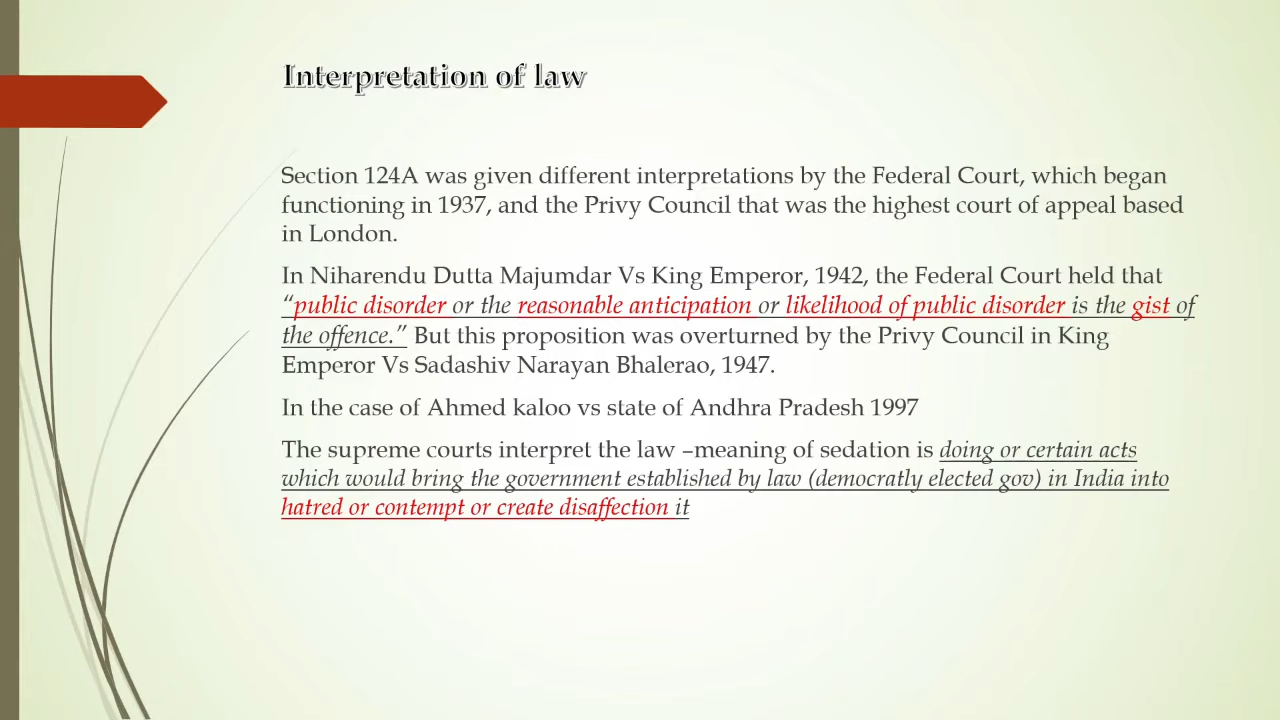 Interpretation of law
Section 124A was given different interpretations by the Federal Court, which began
functioning in 1937, and the Privy Council that was the highest court of appeal based
in London.
In Niharendu Dutta Majumdar Vs King Emperor, 1942, the Federal Court held that
“public disorder or the reasonable anticipation or likelihood of public disorder is the gist of
the offence.” But this proposition was overturned by the Privy Council in King
Emperor Vs Sadashiv Narayan Bhalerao, 1947.
In the case of Ahmed kaloo vs state of Andhra Pradesh 1997
The supreme courts interpret the law –meaning of sedation is doing or certain acts
which would bring the government established by law (democratly elected gov) in India into
hatred or contempt or create disaffection it